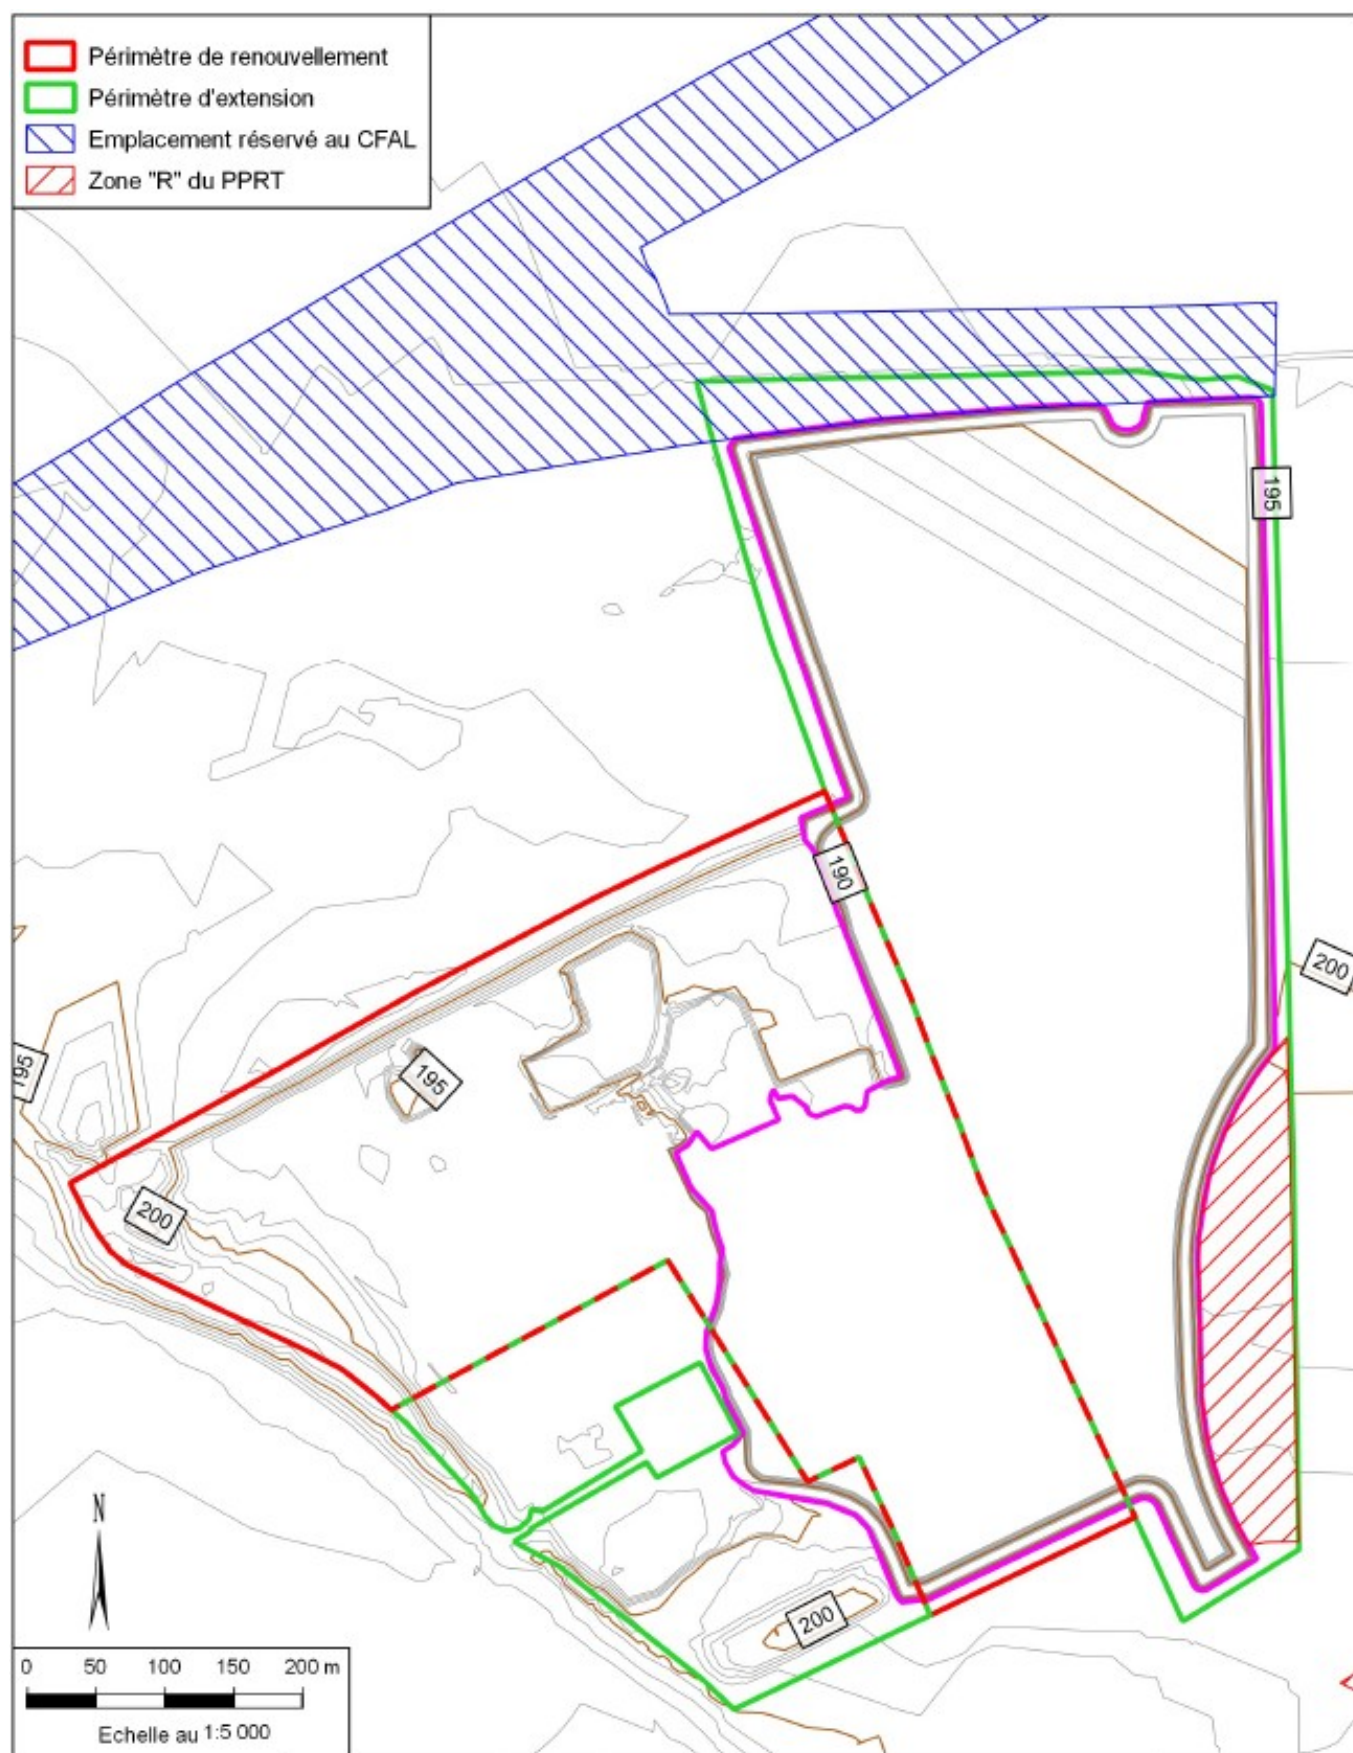 Périmètre de renouvellement
Périmètre d'extension
Emplacement réservé au CFAL
Zone "R" du PPRT
195
190
200
195
195
200
200
N
0 50 100 150 200 m
Echelle au 1:5 000